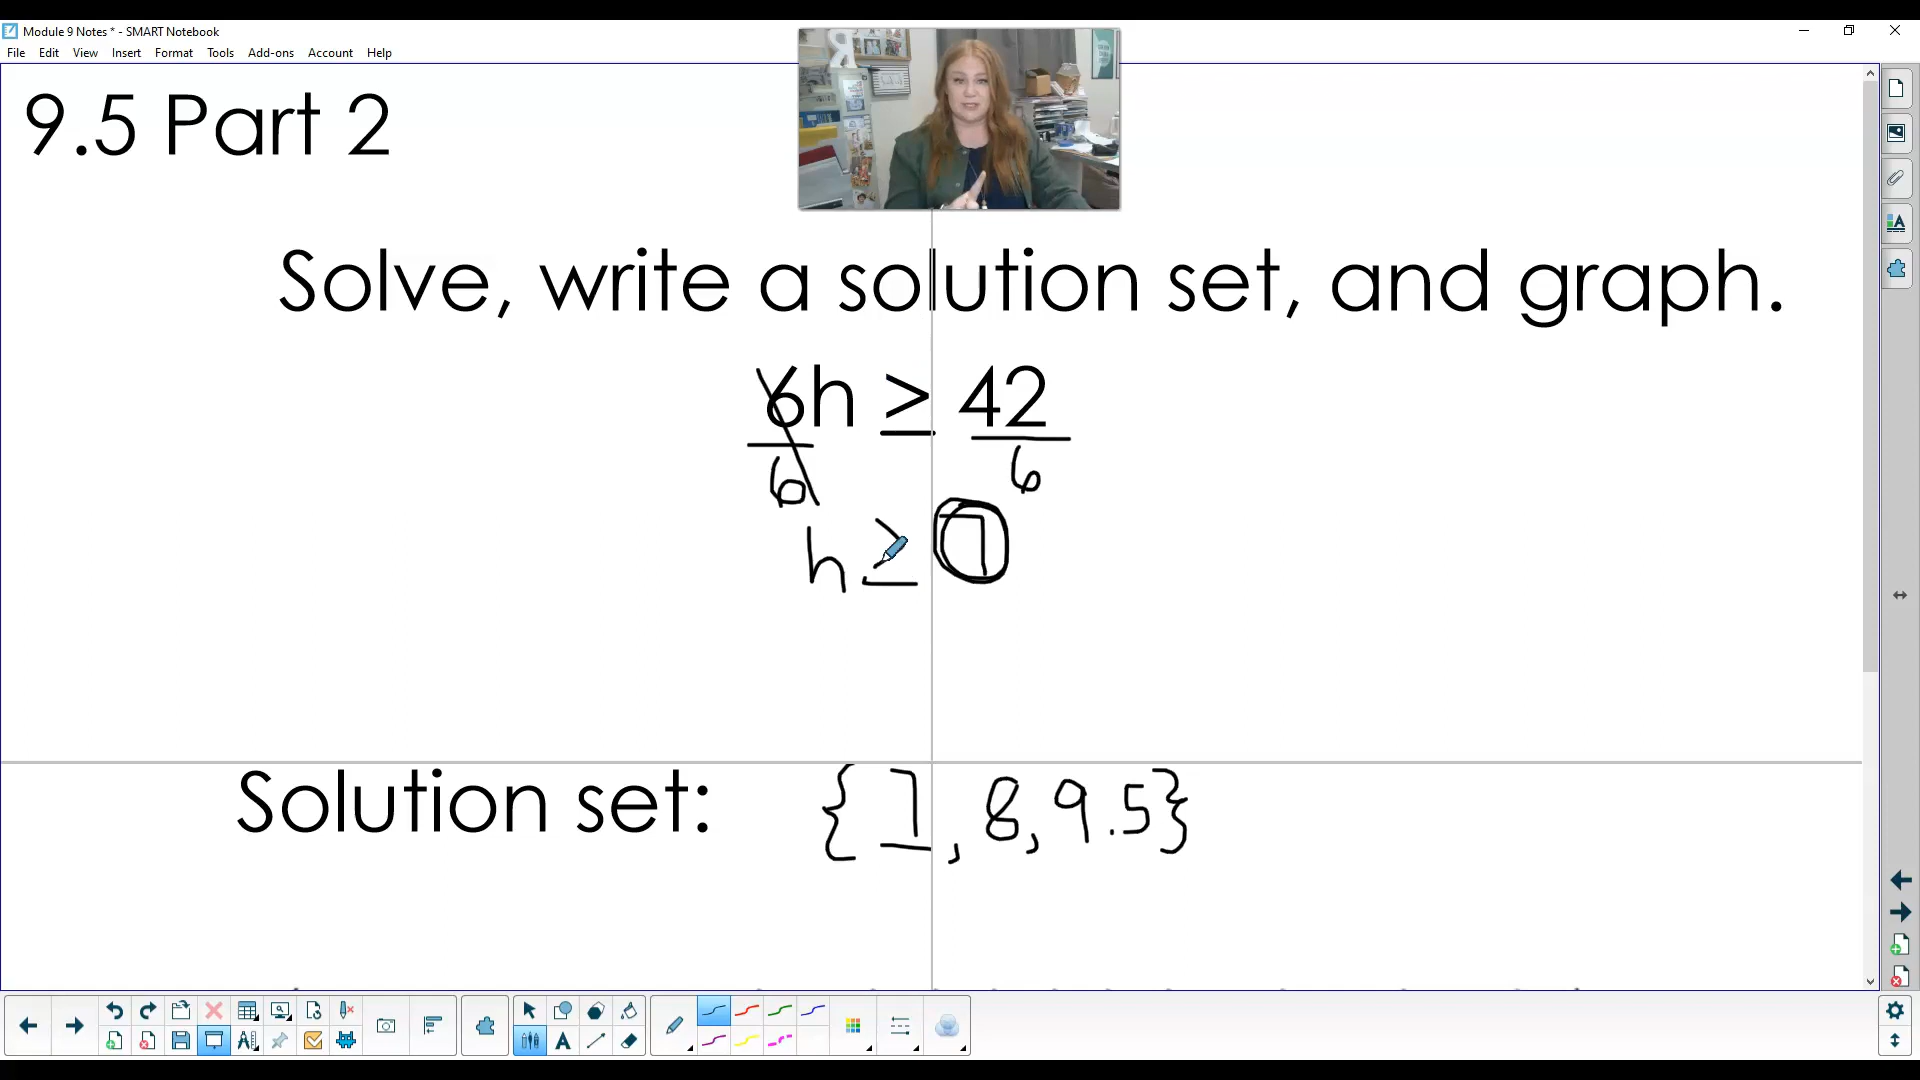 Module 9 Notes * - SMART Notebook
File Edit View Insert Format Tools Add-ons Account Help
9.5 Part 2
Solve, write a solution set, and graph.
6h ≥ 42
6 6
h ≥ 7
Solution set: { 7, 8, 9.5}